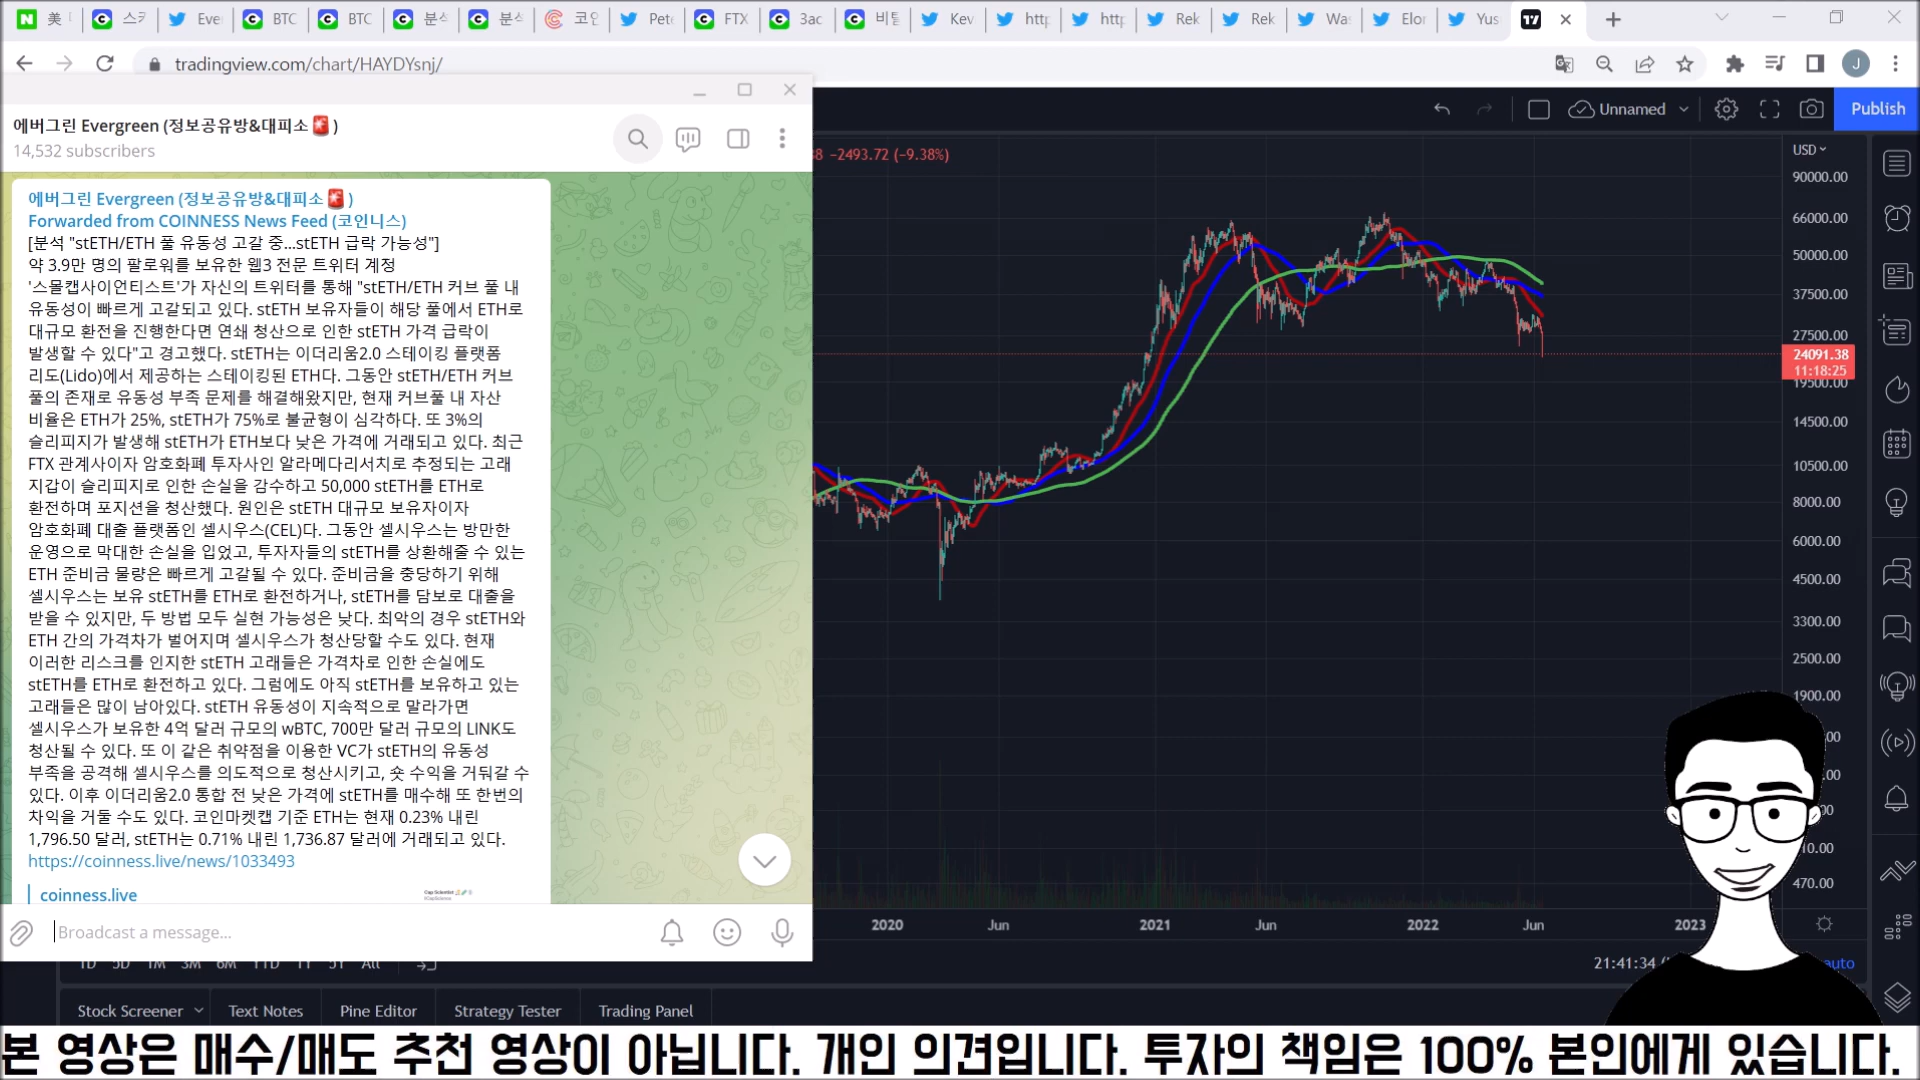 美
스카
Eve
BTC
BTC
분석
분석
코인
Pete
FTX
3ac
비트
Kev
http
http
Rek
Rek
Was
Elon
Yus
tradingview.com/chart/HAYDYsnj/
J
에버그린 Evergreen (정보공유방&대피소🚨)
14,532 subscribers
에버그린 Evergreen (정보공유방&대피소🚨)
Forwarded from COINNESS News Feed (코인니스)
[분석 "stETH/ETH 풀 유동성 고갈 중...stETH 급락 가능성"]
약 3.9만 명의 팔로워를 보유한 웹3 전문 트위터 계정
'스몰캡사이언티스트'가 자신의 트위터를 통해 "stETH/ETH 커브 풀 내
유동성이 빠르게 고갈되고 있다. stETH 보유자들이 해당 풀에서 ETH로
대규모 환전을 진행한다면 연쇄 청산으로 인한 stETH 가격 급락이
발생할 수 있다"고 경고했다. stETH는 이더리움2.0 스테이킹 플랫폼
리도(Lido)에서 제공하는 스테이킹된 ETH다. 그동안 stETH/ETH 커브
풀의 존재로 유동성 부족 문제를 해결해왔지만, 현재 커브풀 내 자산
비율은 ETH가 25%, stETH가 75%로 불균형이 심각하다. 또 3%의
슬리피지가 발생해 stETH가 ETH보다 낮은 가격에 거래되고 있다. 최근
FTX 관계사이자 암호화폐 투자사인 알라메다리서치로 추정되는 고래
지갑이 슬리피지로 인한 손실을 감수하고 50,000 stETH를 ETH로
환전하며 포지션을 청산했다. 원인은 stETH 대규모 보유자이자
암호화폐 대출 플랫폼인 셀시우스(CEL)다. 그동안 셀시우스는 방만한
운영으로 막대한 손실을 입었고, 투자자들의 stETH를 상환해줄 수 있는
ETH 준비금 물량은 빠르게 고갈될 수 있다. 준비금을 충당하기 위해
셀시우스는 보유 stETH를 ETH로 환전하거나, stETH를 담보로 대출을
받을 수 있지만, 두 방법 모두 실현 가능성은 낮다. 최악의 경우 stETH와
ETH 간의 가격차가 벌어지며 셀시우스가 청산당할 수도 있다. 현재
이러한 리스크를 인지한 stETH 고래들은 가격차로 인한 손실에도
stETH를 ETH로 환전하고 있다. 그럼에도 아직 stETH를 보유하고 있는
고래들은 많이 남아있다. stETH 유동성이 지속적으로 말라가면
셀시우스가 보유한 4억 달러 규모의 wBTC, 700만 달러 규모의 LINK도
청산될 수 있다. 또 이 같은 취약점을 이용한 VC가 stETH의 유동성
부족을 공격해 셀시우스를 의도적으로 청산시키고, 숏 수익을 거둬갈 수
있다. 이후 이더리움2.0 통합 전 낮은 가격에 stETH를 매수해 또 한번의
차익을 거둘 수도 있다. 코인마켓캡 기준 ETH는 현재 0.23% 내린
1,796.50 달러, stETH는 0.71% 내린 1,736.87 달러에 거래되고 있다.
https://coinness.live/news/1033493
coinness.live
Broadcast a message...
Unnamed
Publish
8 −2493.72 (−9.38%)
USD
90000.00
66000.00
50000.00
37500.00
27500.00
24091.38
11:18:25
19500.00
14500.00
10500.00
8000.00
6000.00
4500.00
3300.00
2500.00
1900.00
470.00
2020
Jun
2021
Jun
2022
Jun
2023
1D 5D 1M 3M 6M YTD 1Y 5Y All
21:41:34
auto
Stock Screener
Text Notes
Pine Editor
Strategy Tester
Trading Panel
본 영상은 매수/매도 추천 영상이 아닙니다. 개인 의견입니다. 투자의 책임은 100% 본인에게 있습니다.